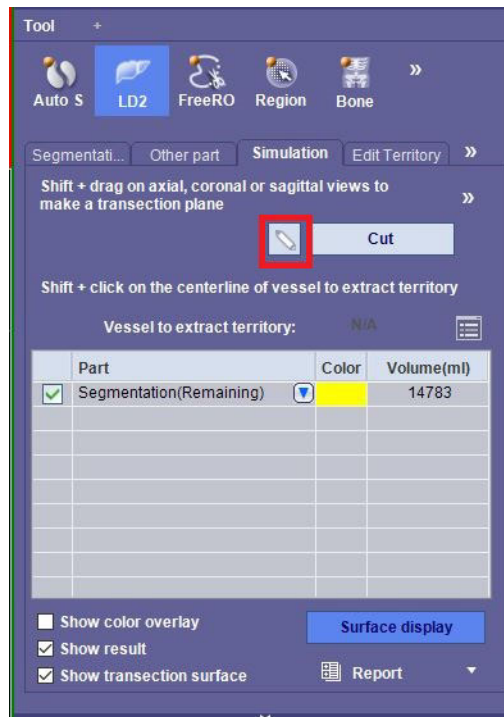 Tool +
»
Auto S LD2 FreeRO Region Bone
Segmentati... Other part Simulation Edit Territory »
Shift + drag on axial, coronal or sagittal views to »
make a transection plane
Cut
Shift + click on the centerline of vessel to extract territory
Vessel to extract territory: N/A
Part Color Volume(ml)
Segmentation(Remaining) 14783
Show color overlay
Surface display
Show result
Show transection surface
Report